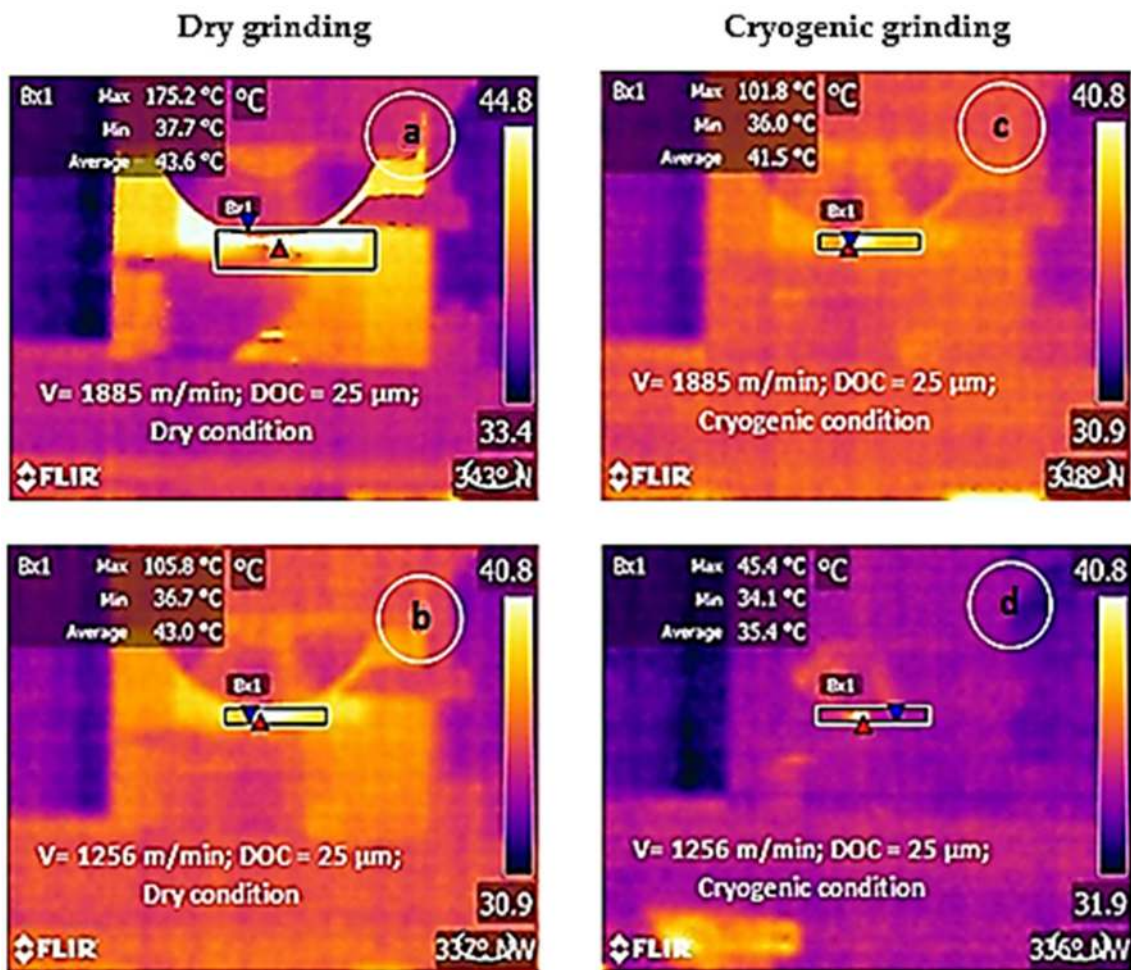 Dry grinding
Cryogenic grinding
Bx1 Max 175.2 °C °C 44.8
Min 37.7 °C
Average 43.6 °C
a
Bx1
V= 1885 m/min; DOC = 25 µm;
Dry condition
33.4
FLIR 343° N
Bx1 Max 101.8 °C °C 40.8
Min 36.0 °C
Average 41.5 °C
c
Bx1
V= 1885 m/min; DOC = 25 µm;
Cryogenic condition
30.9
FLIR 338° N
Bx1 Max 105.8 °C °C 40.8
Min 36.7 °C
Average 43.0 °C
b
Bx1
V= 1256 m/min; DOC = 25 µm;
Dry condition
30.9
FLIR
Bx1 Max 45.4 °C °C 40.8
Min 34.1 °C
Average 35.4 °C
d
Bx1
V= 1256 m/min; DOC = 25 µm;
Cryogenic condition
31.9
FLIR